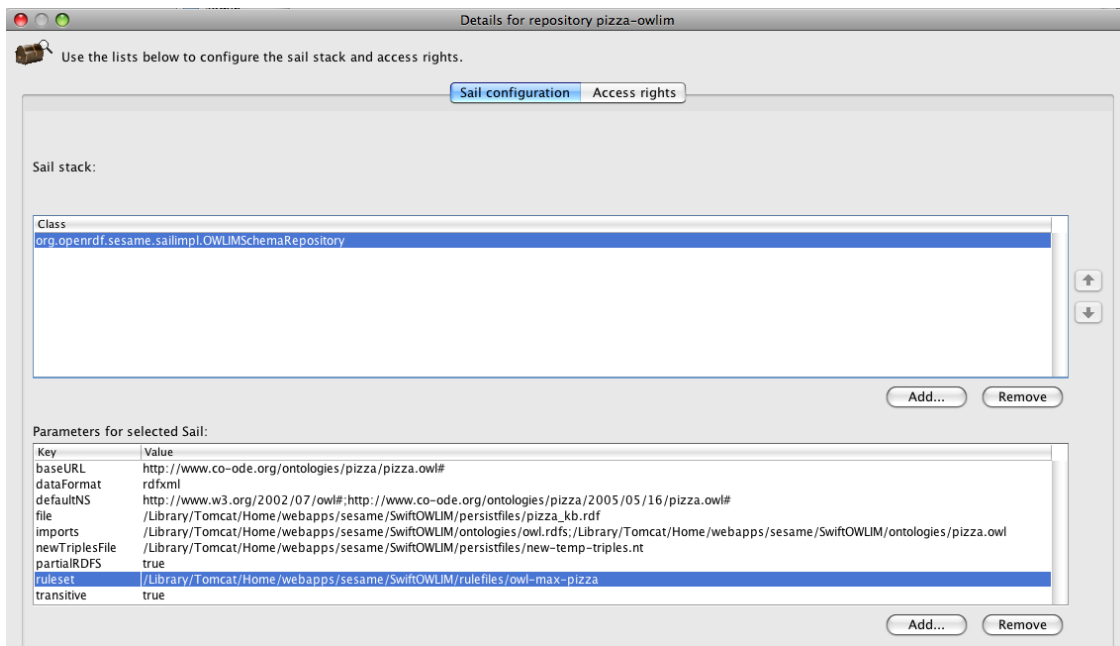 Details for repository pizza-owlim
Use the lists below to configure the sail stack and access rights.
Sail configuration Access rights
Sail stack:
Class
org.openrdf.sesame.sailimpl.OWLIMSchemaRepository
Add... Remove
Parameters for selected Sail:
Key Value
baseURL http://www.co-ode.org/ontologies/pizza/pizza.owl#
dataFormat rdfxml
defaultNS http://www.w3.org/2002/07/owl#;http://www.co-ode.org/ontologies/pizza/2005/05/16/pizza.owl#
file /Library/Tomcat/Home/webapps/sesame/SwiftOWLIM/persistfiles/pizza_kb.rdf
imports /Library/Tomcat/Home/webapps/sesame/SwiftOWLIM/ontologies/owl.rdfs;/Library/Tomcat/Home/webapps/sesame/SwiftOWLIM/ontologies/pizza.owl
newTriplesFile /Library/Tomcat/Home/webapps/sesame/SwiftOWLIM/persistfiles/new-temp-triples.nt
partialRDFS true
ruleset /Library/Tomcat/Home/webapps/sesame/SwiftOWLIM/rulefiles/owl-max-pizza
transitive true
Add... Remove